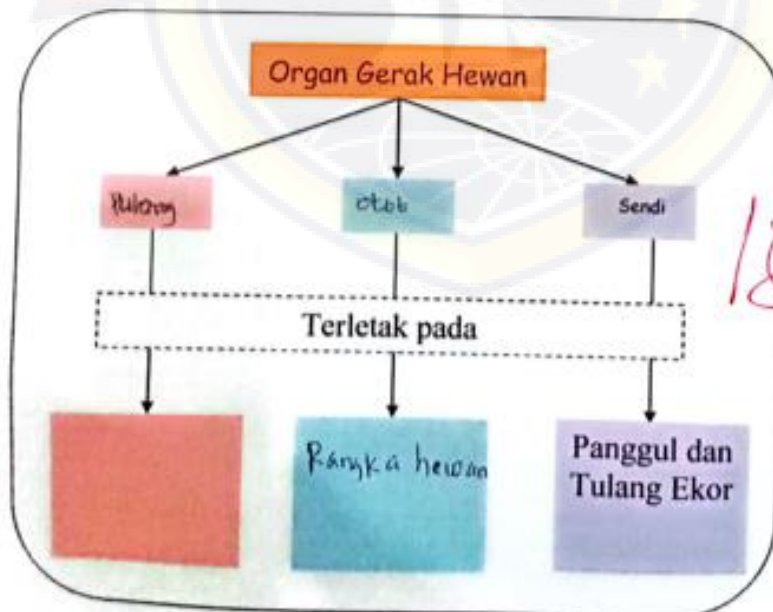 Organ Gerak Hewan
tulang
otot
Sendi
Terletak pada
Rangka hewan
Panggul dan
Tulang Ekor